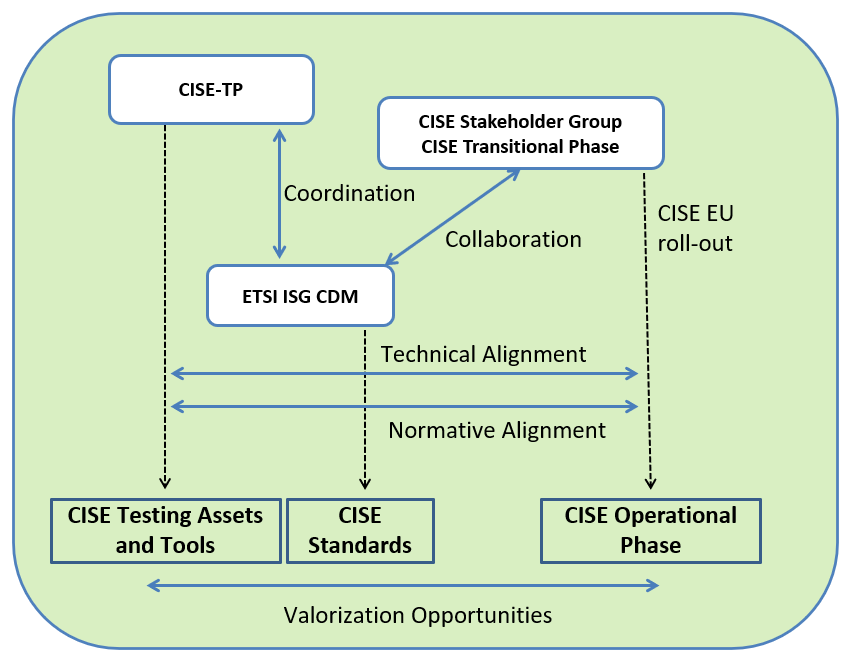 CISE-TP
CISE Stakeholder Group
CISE Transitional Phase
Coordination
CISE EU
roll-out
Collaboration
ETSI ISG CDM
Technical Alignment
Normative Alignment
CISE Testing Assets
and Tools
CISE
Standards
CISE Operational
Phase
Valorization Opportunities